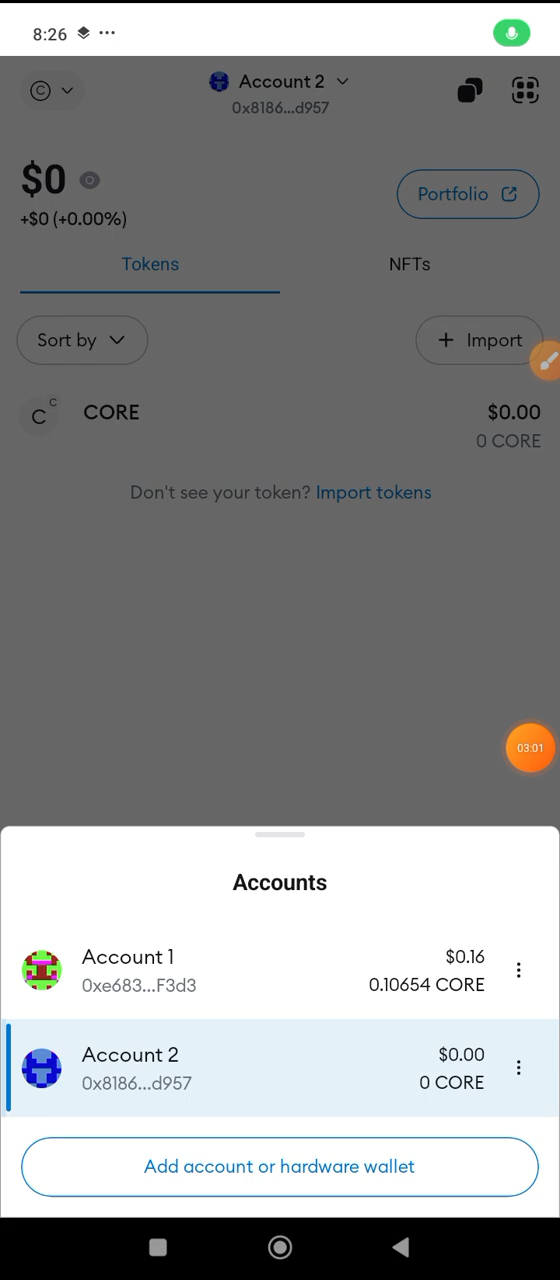 8:26
Account 2
0x8186...d957
$0
+$0 (+0.00%)
Portfolio
Tokens
NFTs
Sort by
+ Import
C C CORE $0.00
0 CORE
Don't see your token? Import tokens
03:01
Accounts
Account 1 $0.16
0xe683...F3d3 0.10654 CORE
Account 2 $0.00
0x8186...d957 0 CORE
Add account or hardware wallet